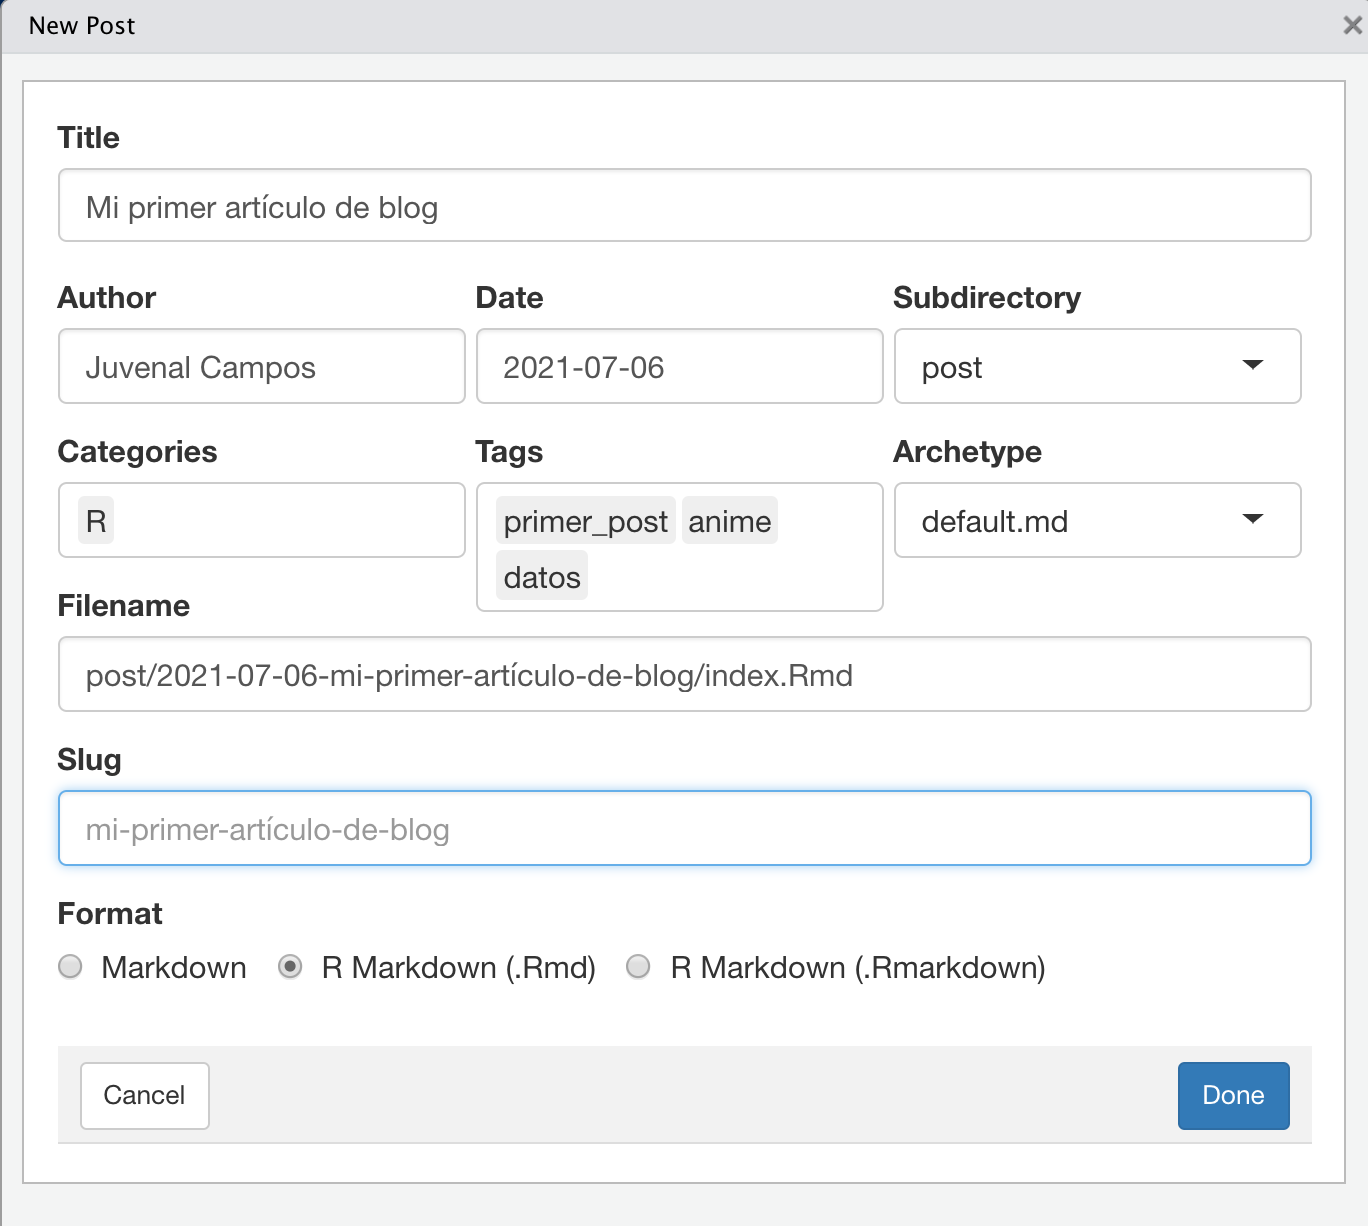 New Post
Title
Mi primer artículo de blog
Author Date Subdirectory
Juvenal Campos 2021-07-06 post
Categories Tags Archetype
R primer_post anime default.md
datos
Filename
post/2021-07-06-mi-primer-artículo-de-blog/index.Rmd
Slug
mi-primer-artículo-de-blog
Format
Markdown R Markdown (.Rmd) R Markdown (.Rmarkdown)
Cancel Done